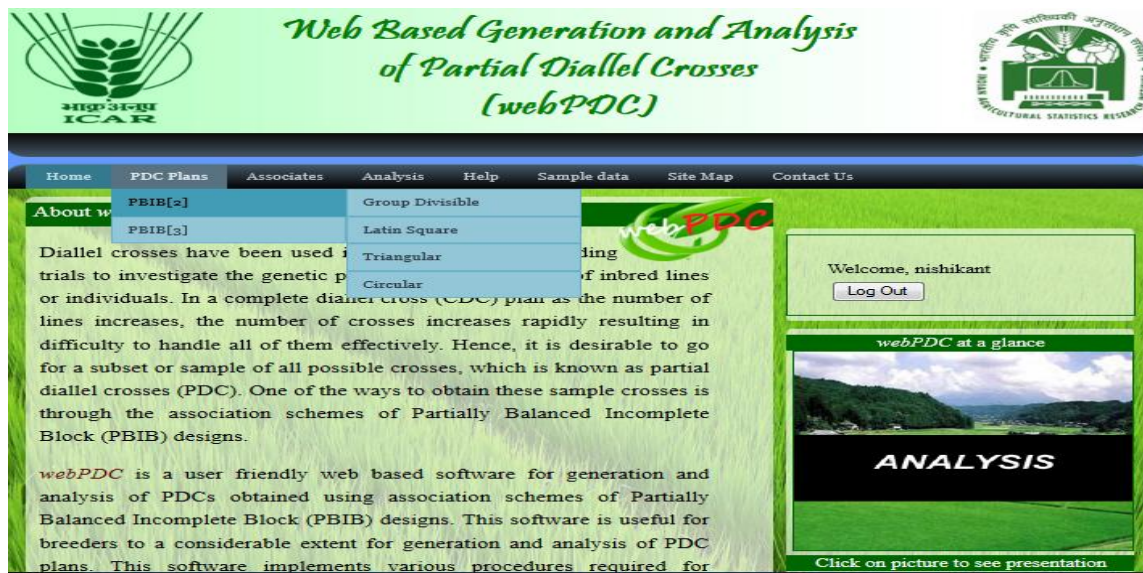 Web Based Generation and Analysis
of Partial Diallel Crosses
(webPDC)
भाकृअनुप
ICAR
Home PDC Plans Associates Analysis Help Sample data Site Map Contact Us
PBIB[2]
PBIB[3]
Group Divisible
Latin Square
Triangular
Circular
About
webPDC
Diallel crosses have been used
trials to investigate the genetic of inbred lines
or individuals. In a complete diallel cross (CDC) plan as the number of
lines increases, the number of crosses increases rapidly resulting in
difficulty to handle all of them effectively. Hence, it is desirable to go
for a subset or sample of all possible crosses, which is known as partial
diallel crosses (PDC). One of the ways to obtain these sample crosses is
through the association schemes of Partially Balanced Incomplete
Block (PBIB) designs.
webPDC is a user friendly web based software for generation and
analysis of PDCs obtained using association schemes of Partially
Balanced Incomplete Block (PBIB) designs. This software is useful for
breeders to a considerable extent for generation and analysis of PDC
plans. This software implements various procedures required for
Welcome, nishikant
Log Out
webPDC at a glance
ANALYSIS
Click on picture to see presentation